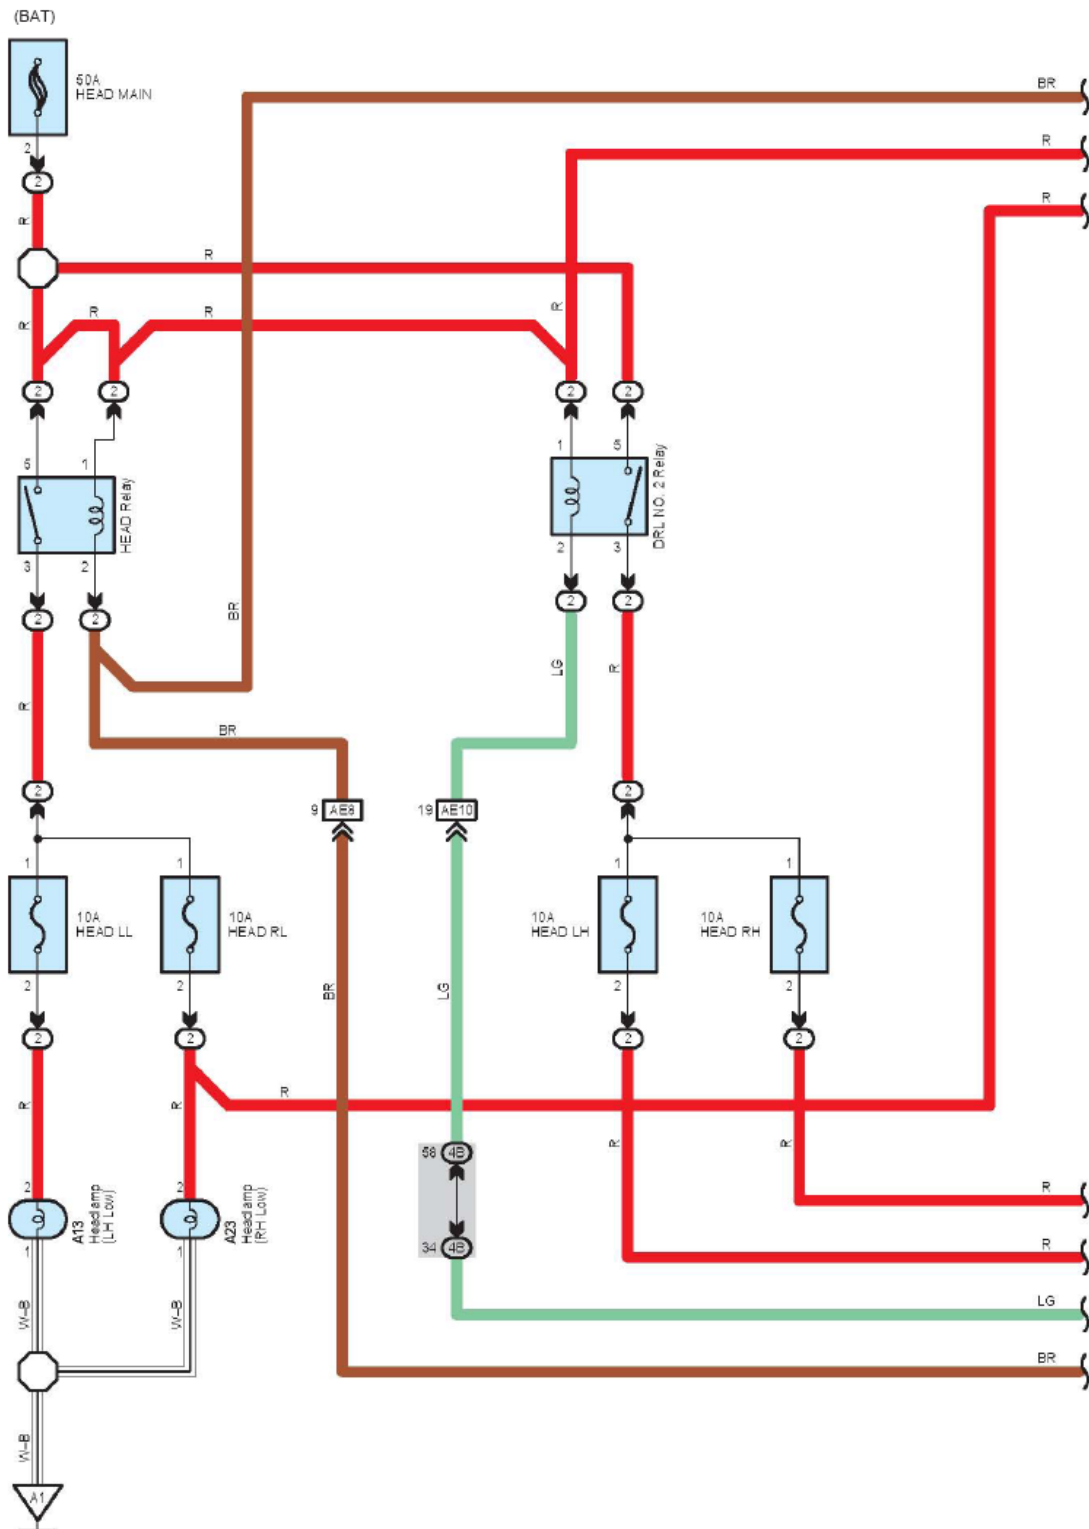 (BAT)
50A
HEAD MAIN
BR
2
R
2
R
R
R
R
R
R
R
2
2
2
2
5
1
HEAD Relay
1
5
DRL NO. 2 Relay
3
2
2
3
2
2
2
2
BR
LG
R
R
BR
2
2
9 AE8
19 AE10
1
1
1
1
10A
HEAD LL
10A
HEAD RL
10A
HEAD LH
10A
HEAD RH
2
2
2
2
BR
LG
2
2
2
2
R
R
R
R
R
58 4B
2
2
R
A13
Headlamp
(LH Low)
A23
Headlamp
(RH Low)
34 4B
R
1
1
W-B
W-B
LG
BR
W-B
A1